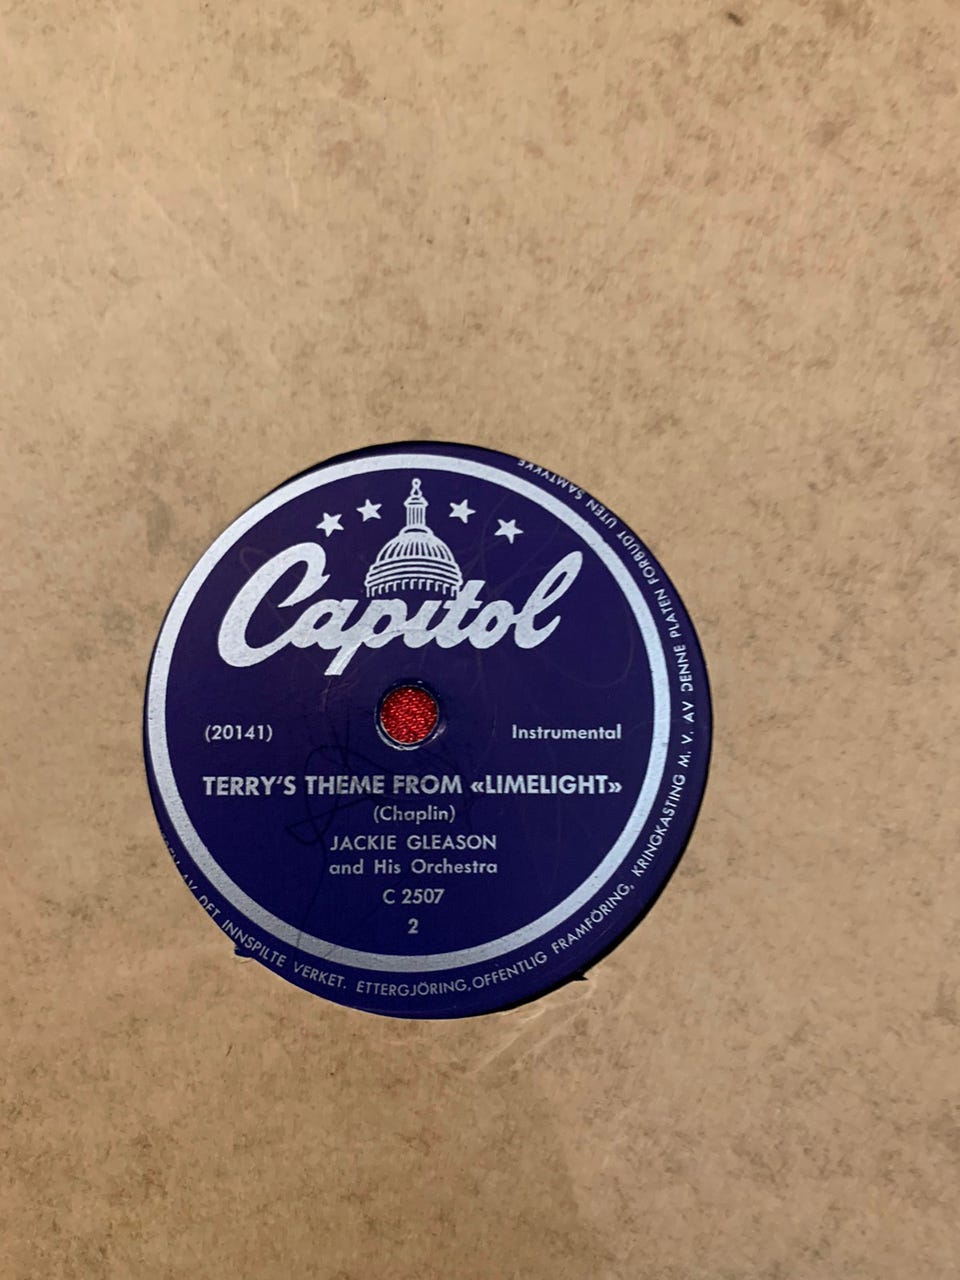 Capitol
(20141)
Instrumental
TERRY'S THEME FROM «LIMELIGHT»
(Chaplin)
JACKIE GLEASON
and His Orchestra
C 2507
2
AV DET INNSPILTE VERKET. ETTERGJÖRING, OFFENTLIG FRAMFÖRING, KRINGKASTING M. V. AV DENNE PLATEN FORBUDT UTEN SAMTYKKE